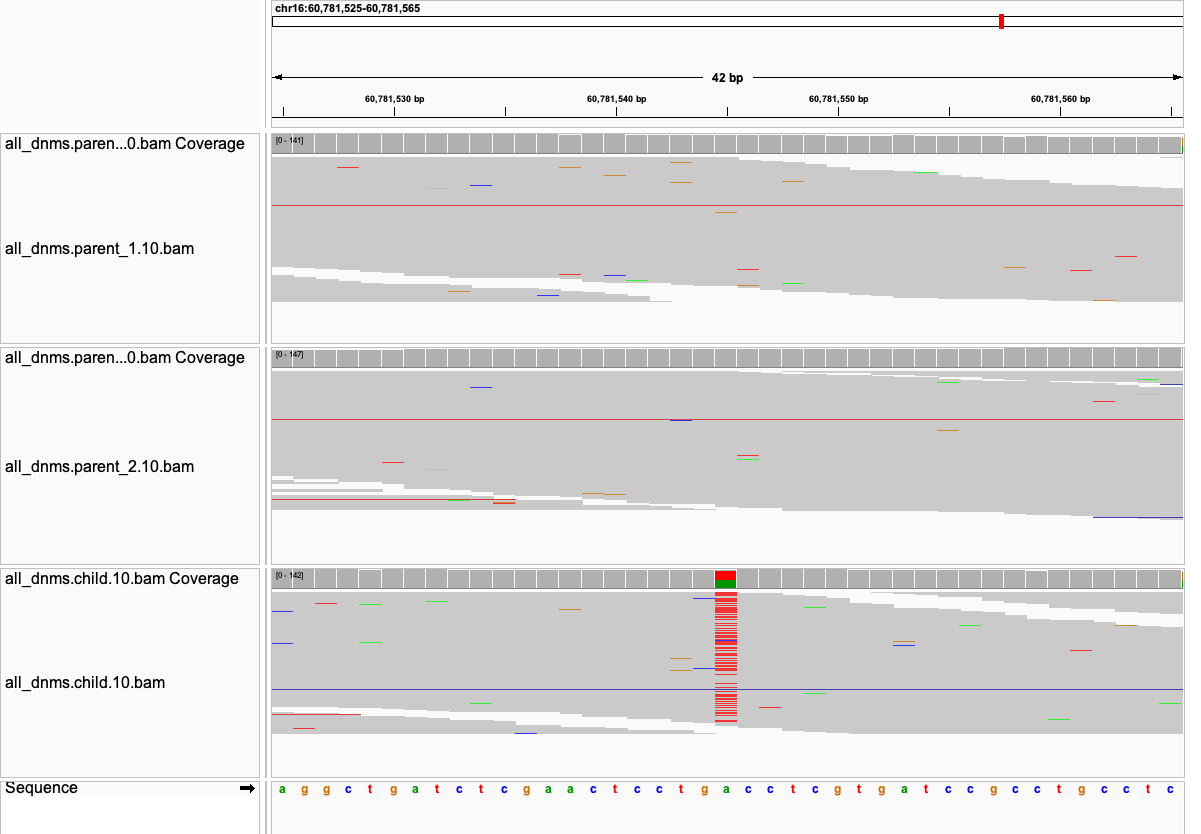 chr16:60,781,525-60,781,565
42 bp
60,781,530 bp 60,781,540 bp 60,781,550 bp 60,781,560 bp
all_dnms.paren...0.bam Coverage
[0 - 141]
all_dnms.parent_1.10.bam
all_dnms.paren...0.bam Coverage
[0 - 147]
all_dnms.parent_2.10.bam
all_dnms.child.10.bam Coverage
[0 - 142]
all_dnms.child.10.bam
Sequence a g g c t g a t c t c g a a c t c c t g a c c t c g t g a t c c g c c t g c c t c